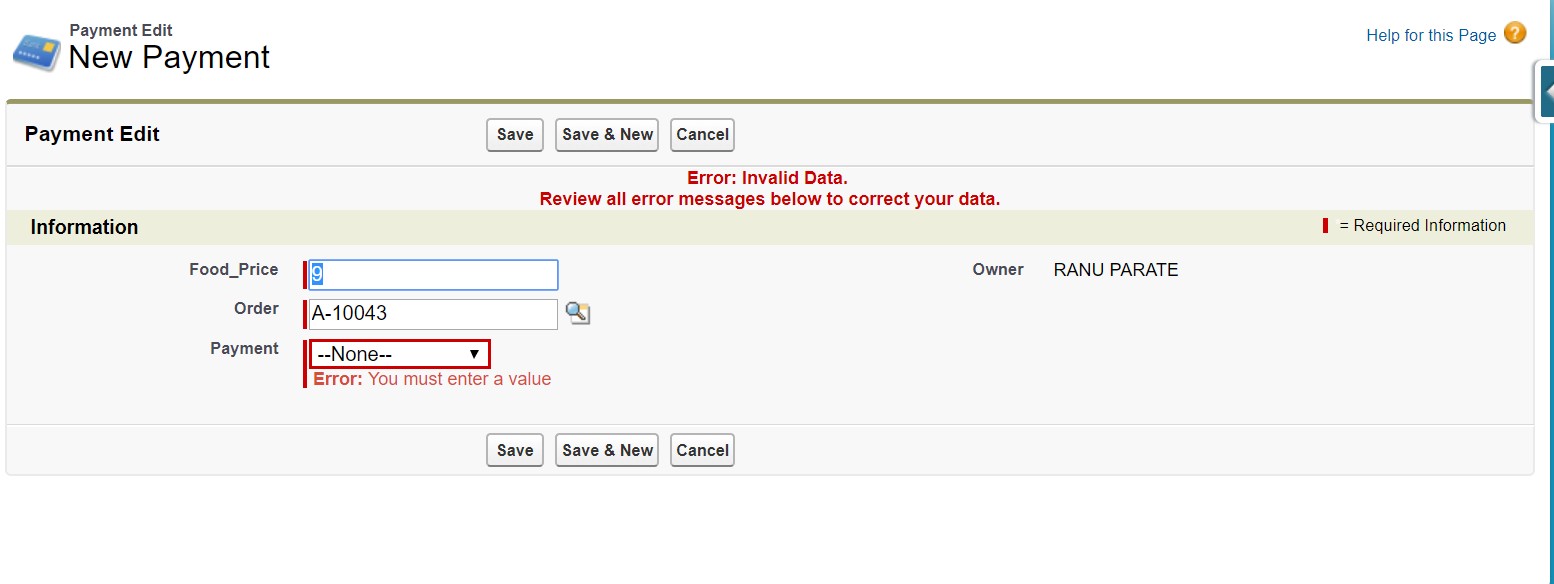 Payment Edit
New Payment
Help for this Page ?
Payment Edit
Save
Save & New
Cancel
Error: Invalid Data.
Review all error messages below to correct your data.
Information
= Required Information
Food_Price
9
Owner
RANU PARATE
Order
A-10043
Payment
--None--
Error: You must enter a value
Save
Save & New
Cancel